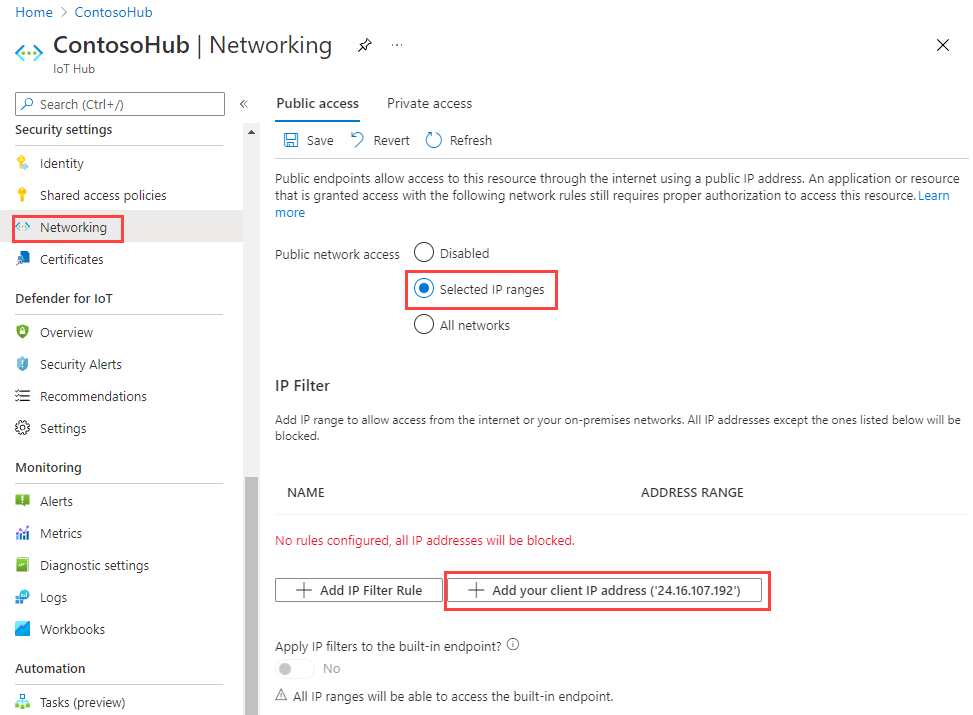 Home > ContosoHub
ContosoHub | Networking
IoT Hub
Search (Ctrl+/)
Security settings
Identity
Shared access policies
Networking
Certificates
Defender for IoT
Overview
Security Alerts
Recommendations
Settings
Monitoring
Alerts
Metrics
Diagnostic settings
Logs
Workbooks
Automation
Tasks (preview)
Public access Private access
Save Revert Refresh
Public endpoints allow access to this resource through the internet using a public IP address. An application or resource
that is granted access with the following network rules still requires proper authorization to access this resource. Learn
more
Public network access
Disabled
Selected IP ranges
All networks
IP Filter
Add IP range to allow access from the internet or your on-premises networks. All IP addresses except the ones listed below will be
blocked.
NAME ADDRESS RANGE
No rules configured, all IP addresses will be blocked.
+ Add IP Filter Rule + Add your client IP address ('24.16.107.192')
Apply IP filters to the built-in endpoint?
No
All IP ranges will be able to access the built-in endpoint.